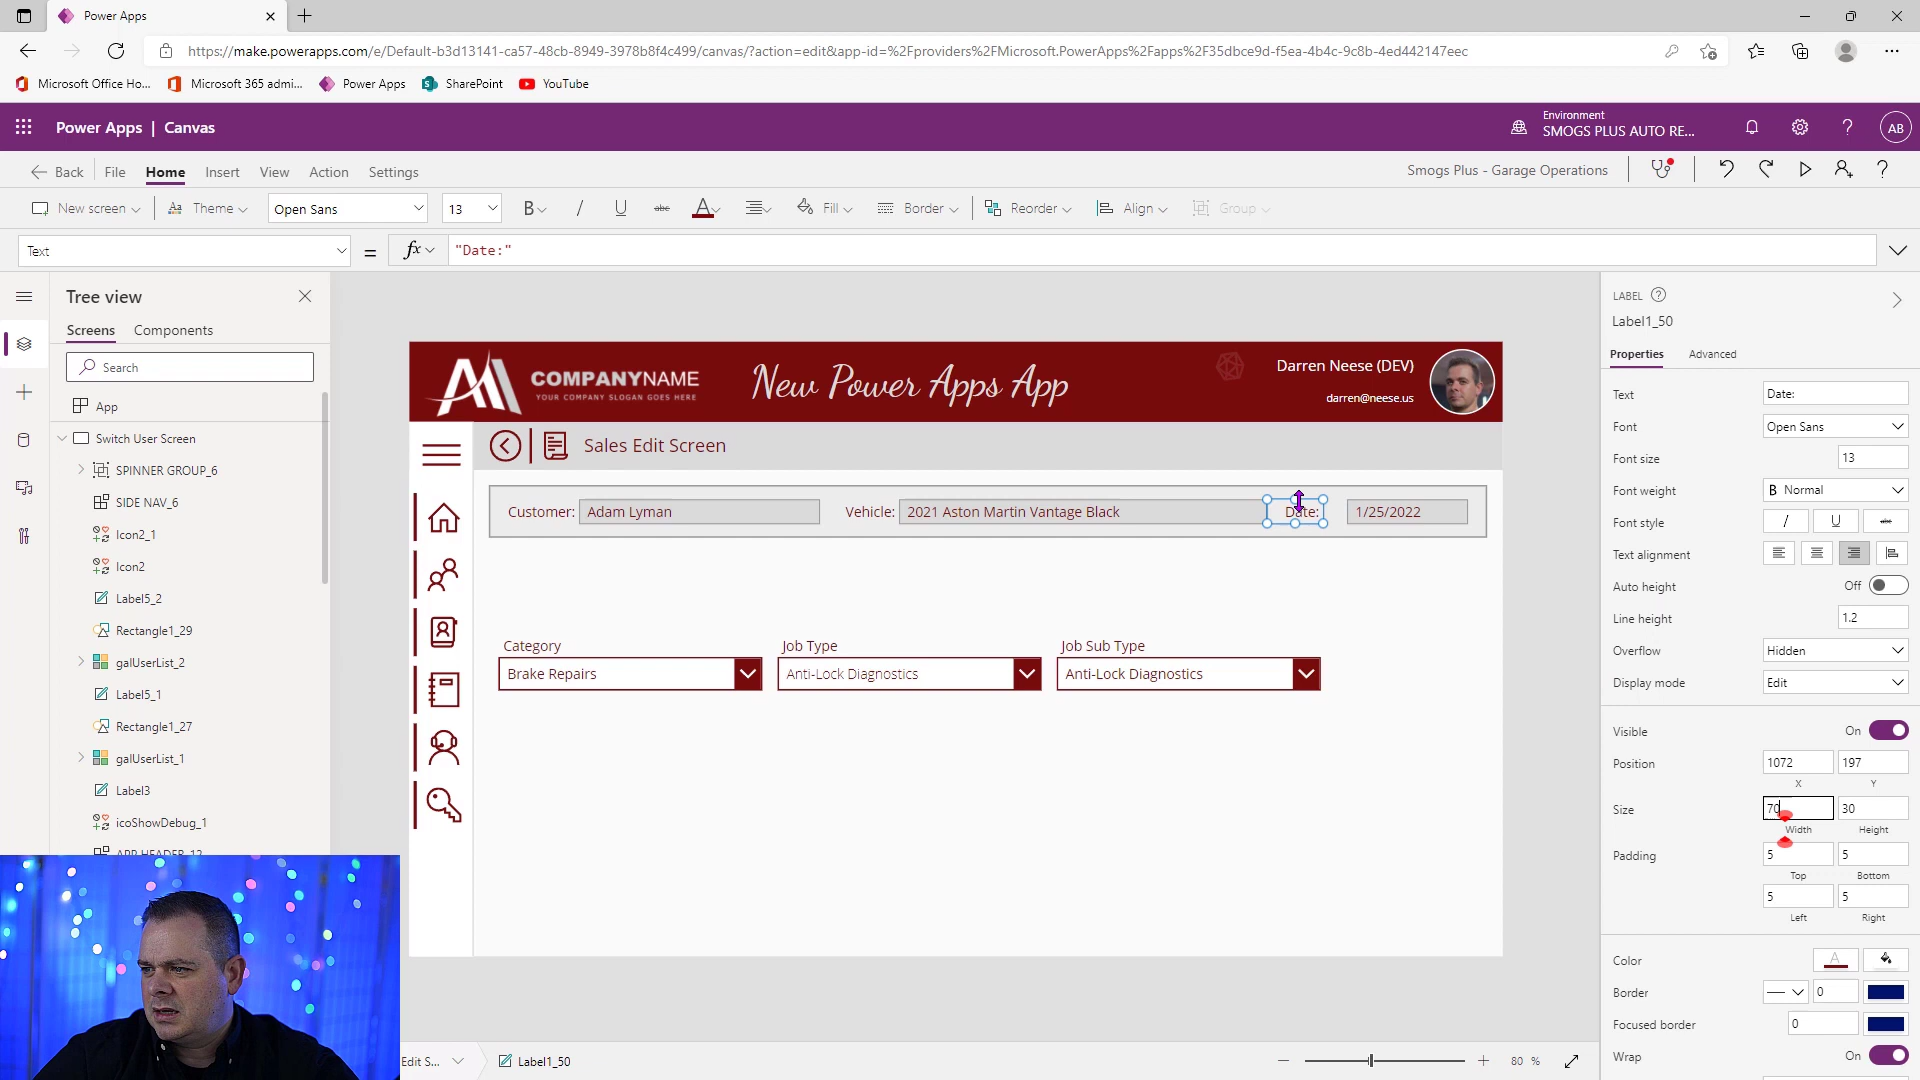 Power Apps
https://make.powerapps.com/e/Default-b3d13141-ca57-48cb-8949-3978b8f4c499/canvas/?action=edit&app-id=%2Fproviders%2FMicrosoft.PowerApps%2Fapps%2F35dbce9d-f5ea-4b4c-9c8b-4ed442147eec
Microsoft Office Ho... Microsoft 365 admi... Power Apps SharePoint YouTube
Power Apps | Canvas
Environment
SMOGS PLUS AUTO RE...
AB
Back File Home Insert View Action Settings
Smogs Plus - Garage Operations
New screen Theme Open Sans 13 B / U abc A Fill Border Reorder Align Group
Text = fx "Date:"
Tree view
Screens Components
Search
App
Switch User Screen
SPINNER GROUP_6
SIDE NAV_6
Icon2_1
Icon2
Label5_2
Rectangle1_29
galUserList_2
Label5_1
Rectangle1_27
galUserList_1
Label3
icoShowDebug_1
APP HEADER_12
COMPANYNAME
YOUR COMPANY SLOGAN GOES HERE
New Power Apps App
Darren Neese (DEV)
darren@neese.us
Sales Edit Screen
Customer: Adam Lyman Vehicle: 2021 Aston Martin Vantage Black Date: 1/25/2022
Category Job Type Job Sub Type
Brake Repairs Anti-Lock Diagnostics Anti-Lock Diagnostics
LABEL
Label1_50
Properties Advanced
Text Date:
Font Open Sans
Font size 13
Font weight B Normal
Font style / U abc
Text alignment
Auto height Off
Line height 1.2
Overflow Hidden
Display mode Edit
Visible On
Position 1072 197
X Y
Size 70 30
Width Height
Padding 5 5
Top Bottom
5 5
Left Right
Color A
Border 0
Focused border 0
Wrap On
Edit S... Label1_50
80 %